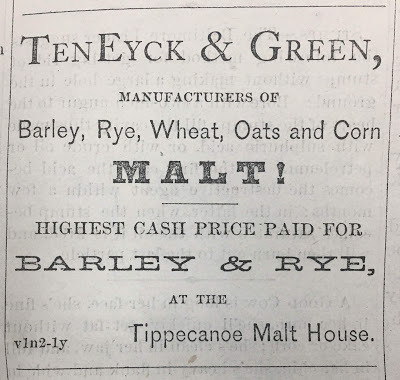 TENEYCK & GREEN,
MANUFACTURERS OF
Barley, Rye, Wheat, Oats and Corn
MALT!
HIGHEST CASH PRICE PAID FOR
BARLEY & RYE,
AT THE
v1n2-1y Tippecanoe Malt House.